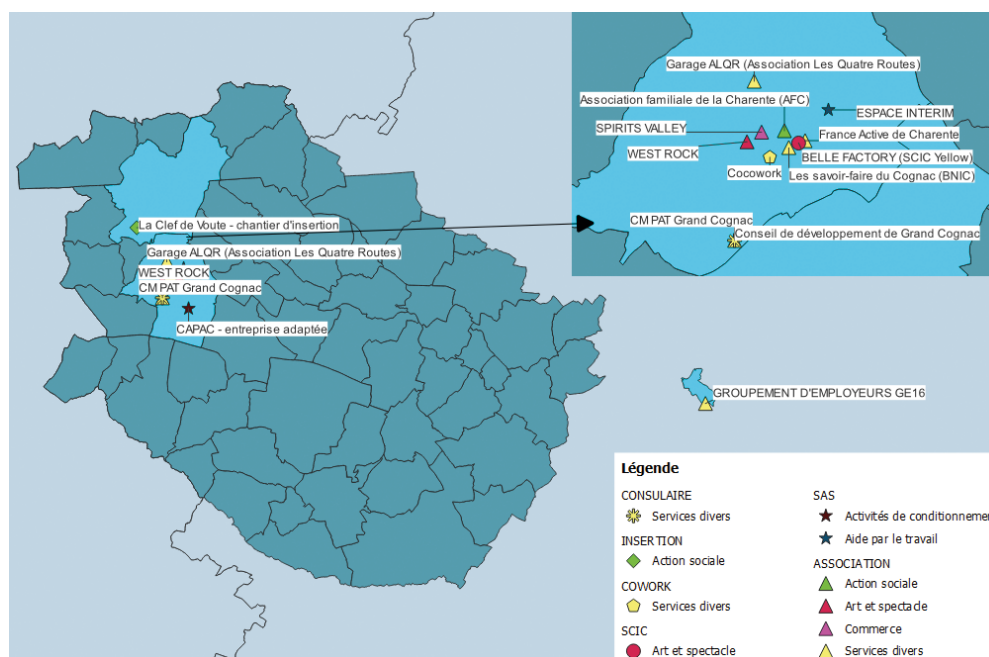 Garage ALQR (Association Les Quatre Routes)
Association familiale de la Charente (AFC)
ESPACE INTERIM
SPIRITS VALLEY
France Active de Charente
WEST ROCK
BELLE FACTORY (SCIC Yellow)
Cocowork
Les savoir-faire du Cognac (BNIC)
CM PAT Grand Cognac
Conseil de développement de Grand Cognac
La Clef de Voute - chantier d'insertion
Garage ALQR (Association Les Quatre Routes)
WEST ROCK
CM PAT Grand Cognac
CAPAC - entreprise adaptée
GROUPEMENT D'EMPLOYEURS GE16
Légende
CONSULAIRE
Services divers
INSERTION
Action sociale
COWORK
Services divers
SCIC
Art et spectacle
SAS
Activités de conditionnemen
Aide par le travail
ASSOCIATION
Action sociale
Art et spectacle
Commerce
Services divers